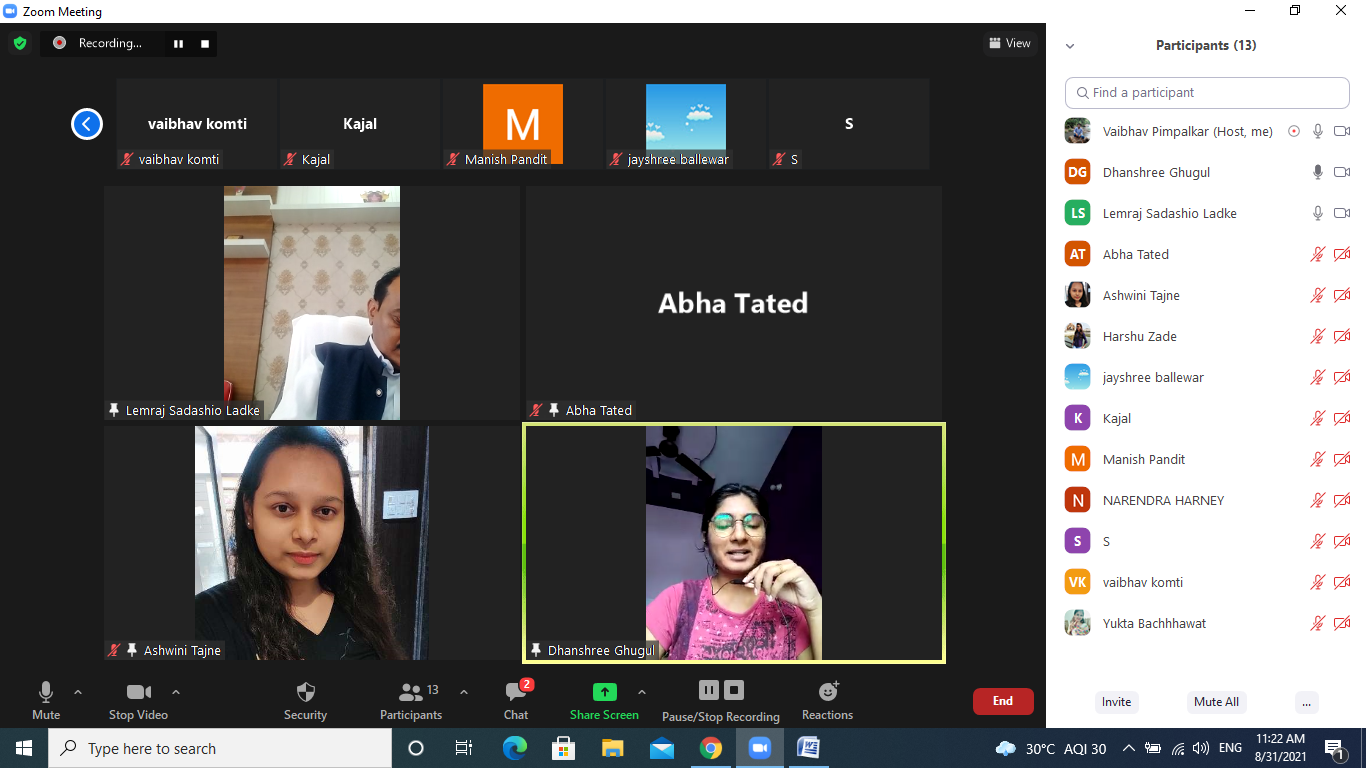 Zoom Meeting
Recording...
View
vaibhav komti
vaibhav komti
Kajal
Kajal
M
Manish Pandit
jayshree ballewar
S
S
Lemraj Sadashio Ladke
Abha Tated
Abha Tated
Ashwini Tajne
Dhanshree Ghugul
Mute
Stop Video
Security
13
Participants
2
Chat
Share Screen
Pause/Stop Recording
Reactions
End
Participants (13)
Find a participant
Vaibhav Pimpalkar (Host, me)
DG Dhanshree Ghugul
LS Lemraj Sadashio Ladke
AT Abha Tated
Ashwini Tajne
Harshu Zade
jayshree ballewar
K Kajal
M Manish Pandit
N NARENDRA HARNEY
S S
VK vaibhav komti
Yukta Bachhhawat
Invite
Mute All
...
Type here to search
30°C AQI 30
ENG
11:22 AM
8/31/2021
1